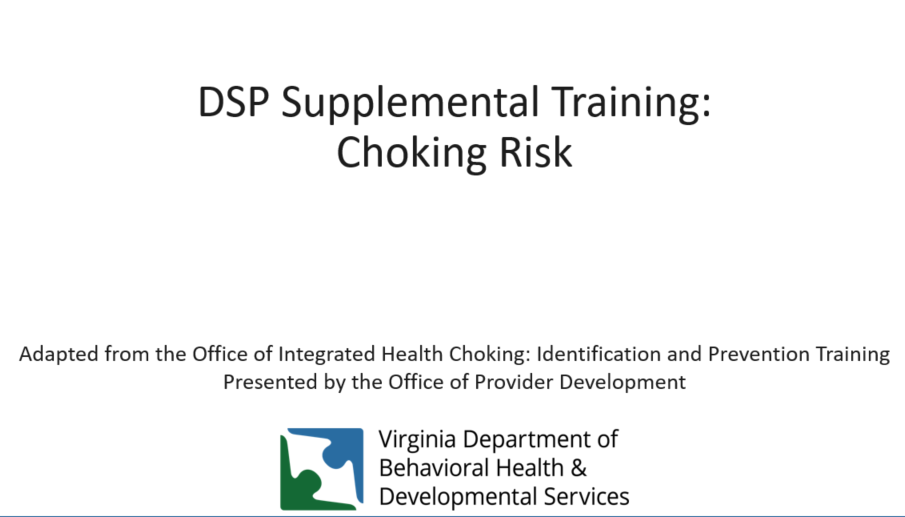 DSP Supplemental Training:
Choking Risk
Adapted from the Office of Integrated Health Choking: Identification and Prevention Training
Presented by the Office of Provider Development
Virginia Department of
Behavioral Health &
Developmental Services